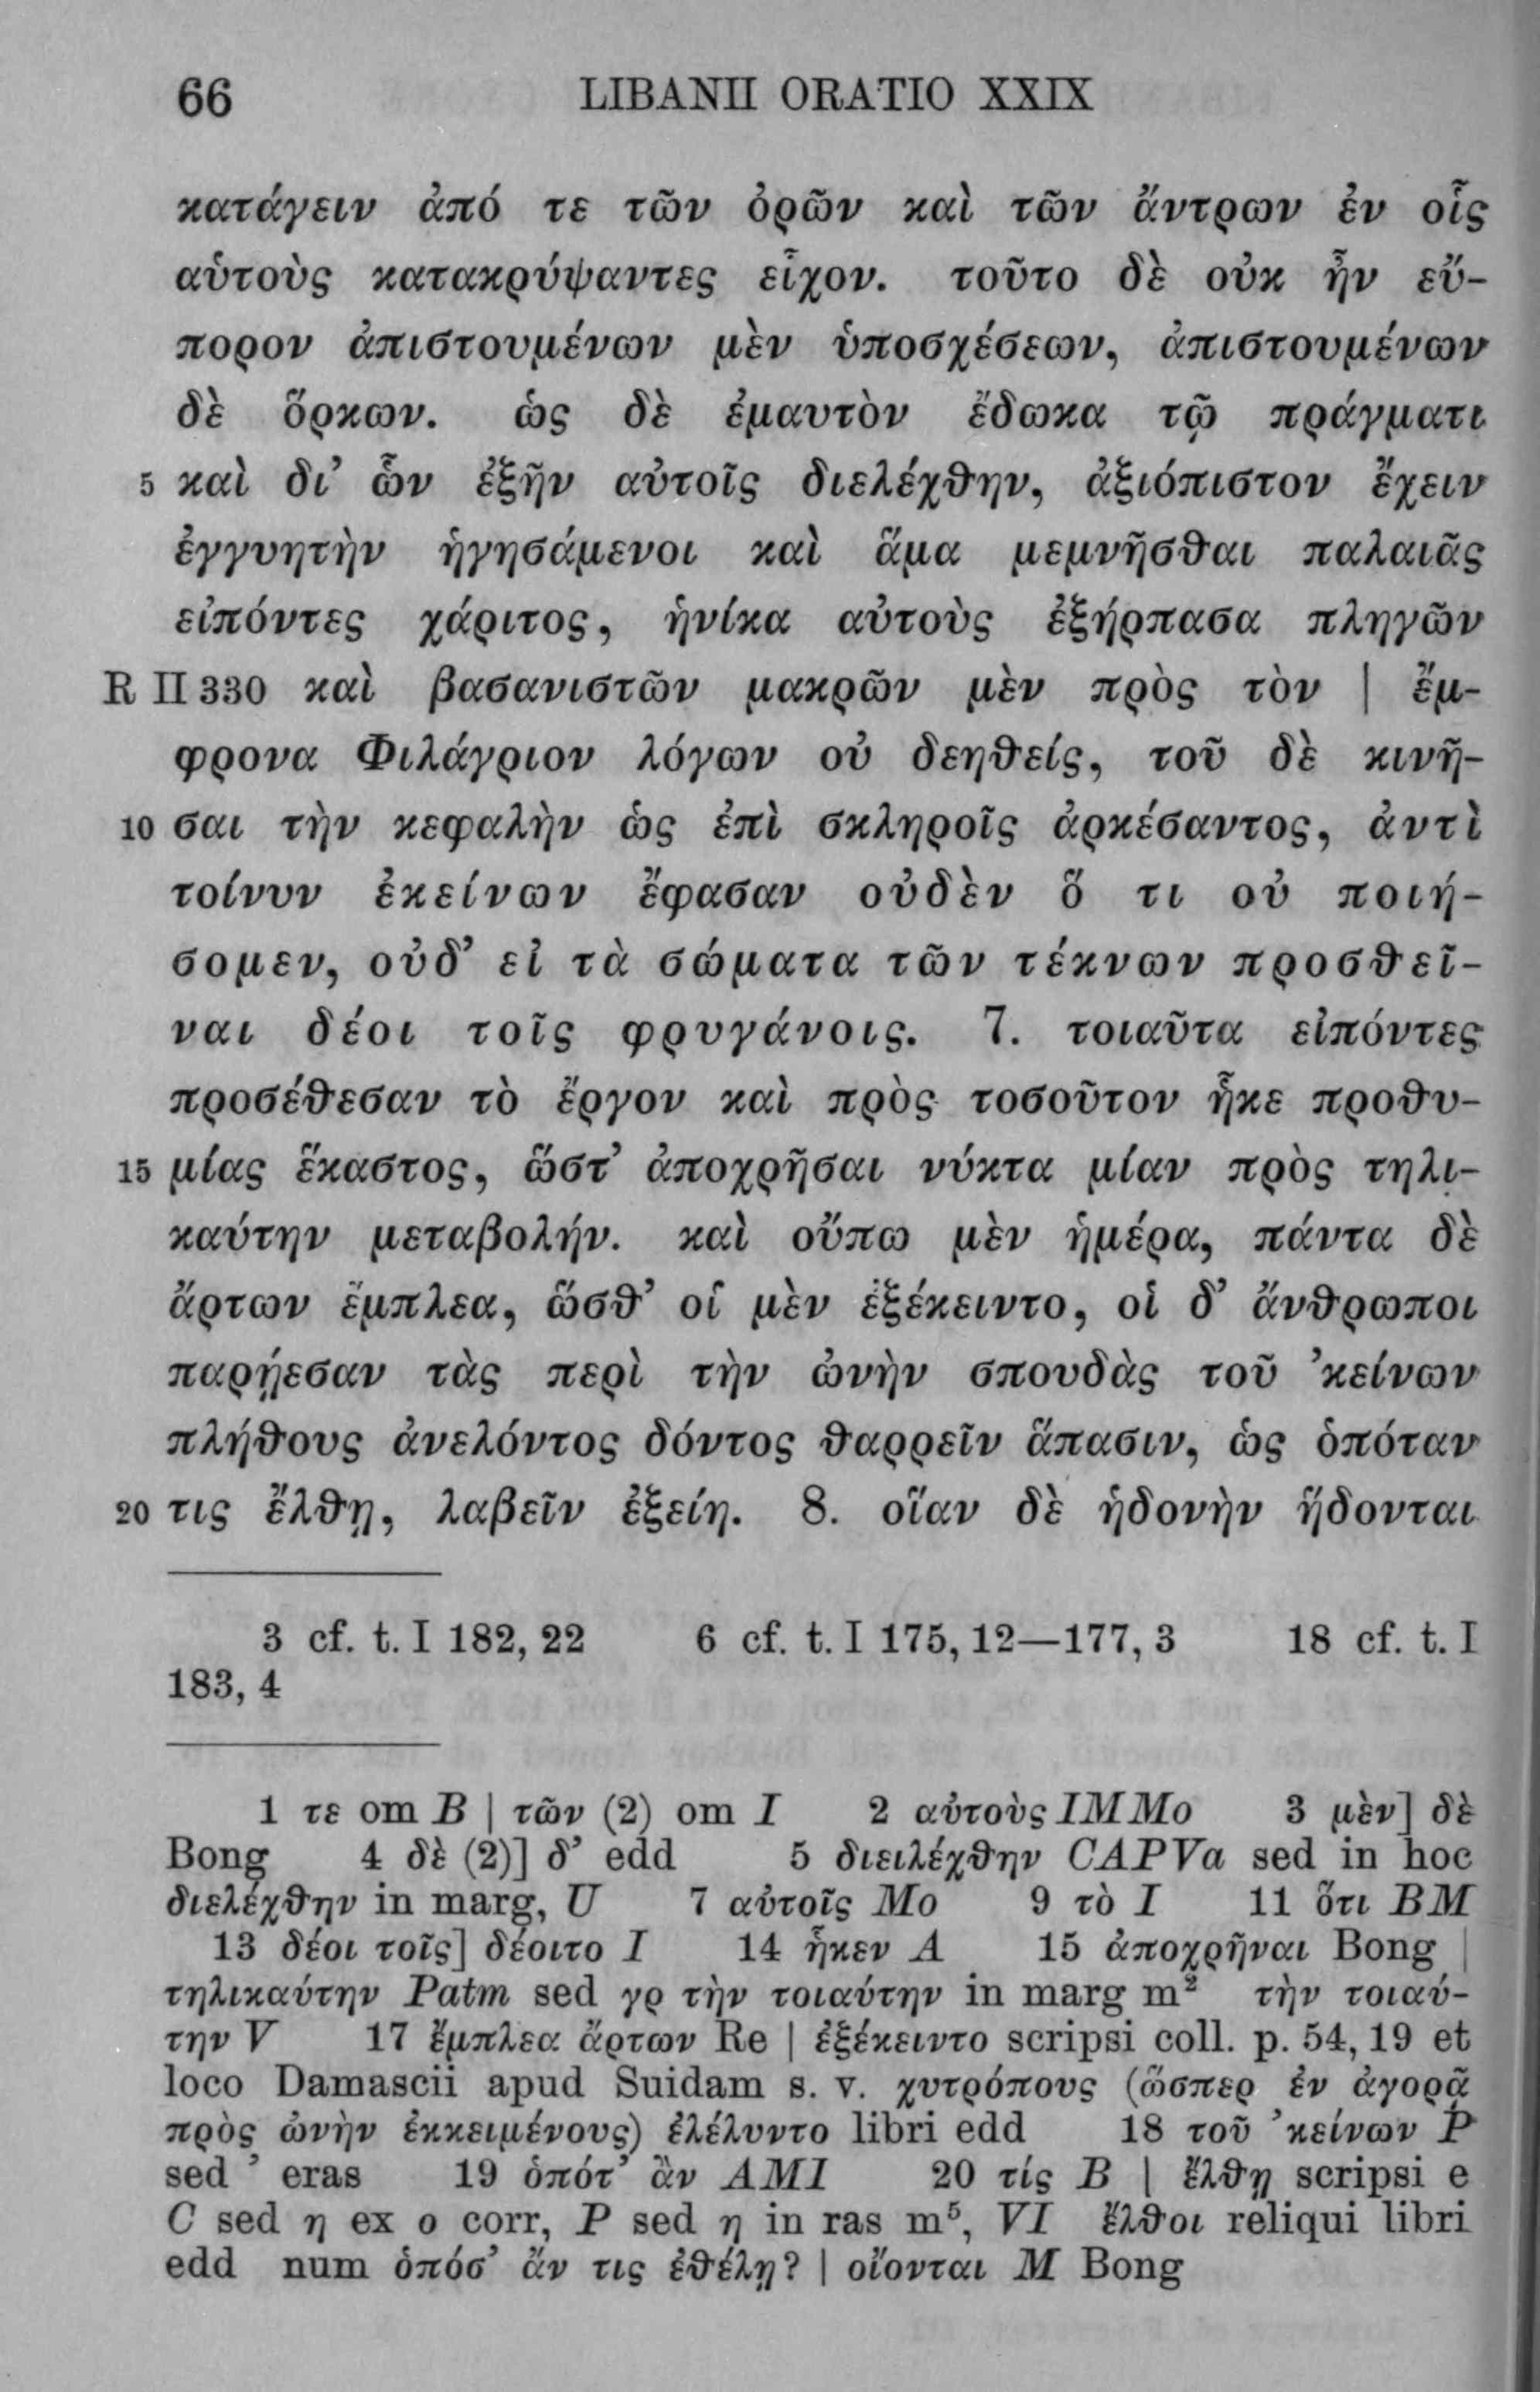 66 LIBANII ORATIO XXIX
κατάγειν ἀπό τε τῶν ὀρῶν καὶ τῶν ἄντρων ἐν οἷς
αὑτοὺς κατακρύψαντες εἶχον. τοῦτο δὲ οὐκ ἦν εὔ-
πορον ἀπιστουμένων μὲν ὑποσχέσεων, ἀπιστουμένων
δὲ ὅρκων. ὡς δὲ ἐμαυτὸν ἔδωκα τῷ πράγματι
5 καὶ δι’ ὧν ἐξῆν αὐτοῖς διελέχθην, ἀξιόπιστον ἔχειν
ἐγγυητὴν ἡγησάμενοι καὶ ἅμα μεμνῆσθαι παλαιᾶς
εἰπόντες χάριτος, ἡνίκα αὐτοὺς ἐξήρπασα πληγῶν
R II 330 καὶ βασανιστῶν μακρῶν μὲν πρὸς τὸν | ἔμ-
φρονα Φιλάγριον λόγων οὐ δεηθείς, τοῦ δὲ κινῆ-
10 σαι τὴν κεφαλὴν ὡς ἐπὶ σκληροῖς ἀρκέσαντος, ἀντὶ
τοίνυν ἐκείνων ἔφασαν οὐδὲν ὅ τι οὐ ποιή-
σομεν, οὐδ’ εἰ τὰ σώματα τῶν τέκνων προσθεῖ-
ναι δέοι τοῖς φρυγάνοις. 7. τοιαῦτα εἰπόντες
προσέθεσαν τὸ ἔργον καὶ πρὸς τοσοῦτον ἧκε προθυ-
15 μίας ἕκαστος, ὥστ’ ἀποχρῆσαι νύκτα μίαν πρὸς τηλι-
καύτην μεταβολήν. καὶ οὔπω μὲν ἡμέρα, πάντα δὲ
ἄρτων ἔμπλεα, ὥσθ’ οἱ μὲν ἐξέκειντο, οἱ δ’ ἄνθρωποι
παρῄεσαν τὰς περὶ τὴν ὠνὴν σπουδὰς τοῦ ’κείνων
πλήθους ἀνελόντος δόντος θαρρεῖν ἅπασιν, ὡς ὁπόταν
20 τις ἔλθῃ, λαβεῖν ἐξείη. 8. οἵαν δὲ ἡδονὴν ἥδονται
3 cf. t. I 182, 22 6 cf. t. I 175, 12—177, 3 18 cf. t. I
183, 4
1 τε om B | τῶν (2) om I 2 αὐτοὺς IMMo 3 μὲν] δὲ
Bong 4 δὲ (2)] δ’ edd 5 διειλέχθην CAPVa sed in hoc
διελέχθην in marg, U 7 αὐτοῖς Mo 9 τὸ I 11 ὅτι BM
13 δέοι τοῖς] δέοιτο I 14 ἧκεν A 15 ἀποχρῆναι Bong |
τηλικαύτην Patm sed γρ τὴν τοιαύτην in marg m² τὴν τοιαύ-
την V 17 ἔμπλεα ἄρτων Re | ἐξέκειντο scripsi coll. p. 54, 19 et
loco Damascii apud Suidam s. v. χυτρόπους (ὥσπερ ἐν ἀγορᾷ
πρὸς ὠνὴν ἐκκειμένους) ἐλέλυντο libri edd 18 τοῦ ’κείνων P
sed ’ eras 19 ὁπότ’ ἂν AMI 20 τίς B | ἔλθῃ scripsi e
C sed η ex ο corr, P sed η in ras m⁵, VI ἔλθοι reliqui libri
edd num ὁπόσ’ ἄν τις ἐθέλῃ? | οἴονται M Bong